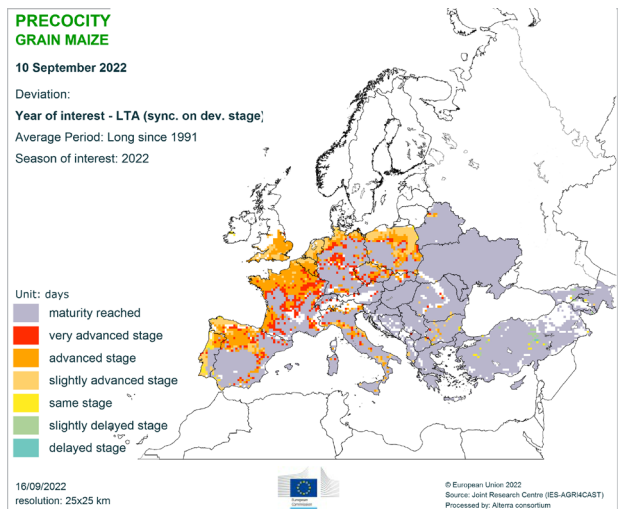 PRECOCITY
GRAIN MAIZE
10 September 2022
Deviation:
Year of interest - LTA (sync. on dev. stage)
Average Period: Long since 1991
Season of interest: 2022
Unit: days
maturity reached
very advanced stage
advanced stage
slightly advanced stage
same stage
slightly delayed stage
delayed stage
16/09/2022
resolution: 25x25 km
European
Commission
© European Union 2022
Source: Joint Research Centre (IES-AGRI4CAST)
Processed by: Alterra consortium